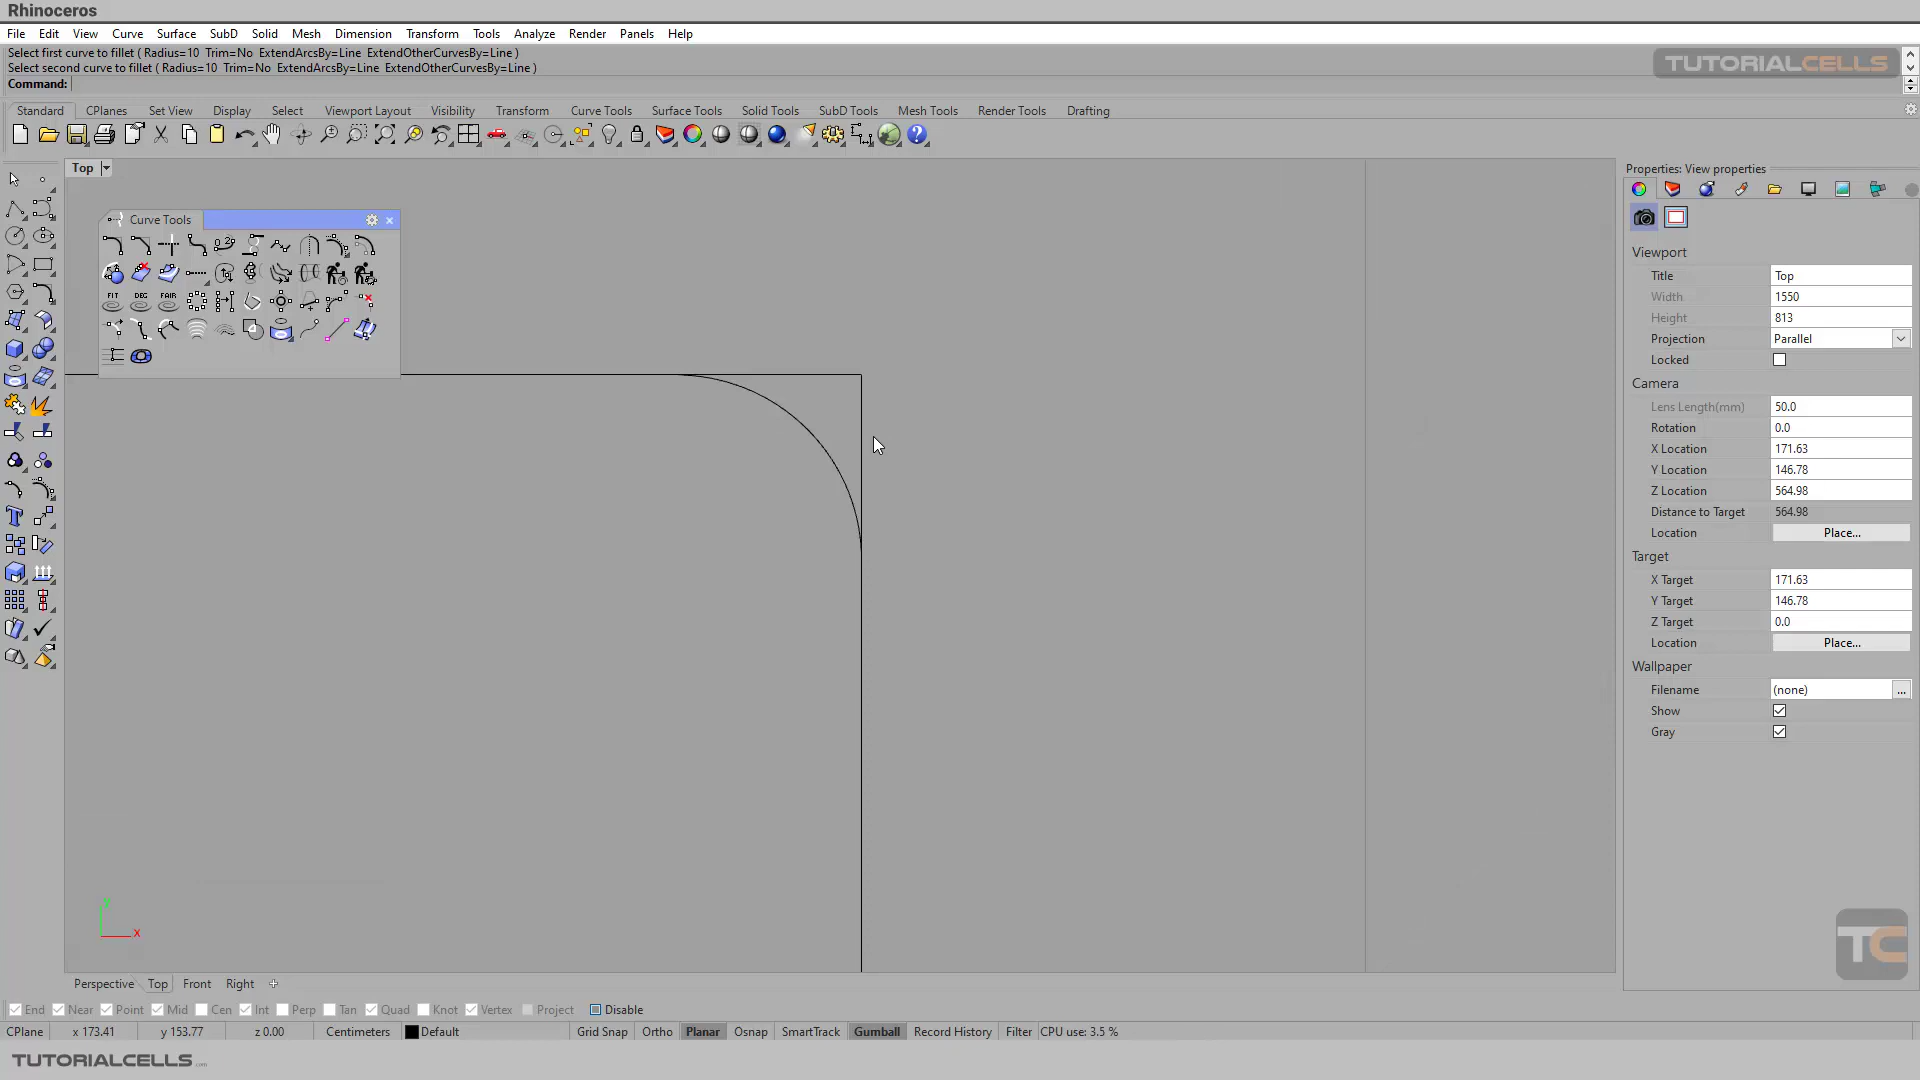 Rhinoceros
File Edit View Curve Surface SubD Solid Mesh Dimension Transform Tools Analyze Render Panels Help
Select first curve to fillet ( Radius=10 Trim=No ExtendArcsBy=Line ExtendOtherCurvesBy=Line )
Select second curve to fillet ( Radius=10 Trim=No ExtendArcsBy=Line ExtendOtherCurvesBy=Line )
TUTORIALCELLS
Command:
Standard CPlanes Set View Display Select Viewport Layout Visibility Transform Curve Tools Surface Tools Solid Tools SubD Tools Mesh Tools Render Tools Drafting
Top
Properties: View properties
Curve Tools
FIT DEG FAIR
Viewport
Title Top
Width 1550
Height 813
Projection Parallel
Locked
Camera
Lens Length(mm) 50.0
Rotation 0.0
X Location 171.63
Y Location 146.78
Z Location 564.98
Distance to Target 564.98
Location Place...
Target
X Target 171.63
Y Target 146.78
Z Target 0.0
Location Place...
Wallpaper
Filename (none) ...
Show
Gray
y
x
TC
Perspective Top Front Right
End Near Point Mid Cen Int Perp Tan Quad Knot Vertex Project Disable
CPlane x 173.41 y 153.77 z 0.00 Centimeters Default Grid Snap Ortho Planar Osnap SmartTrack Gumball Record History Filter CPU use: 3.5 %
TUTORIALCELLS